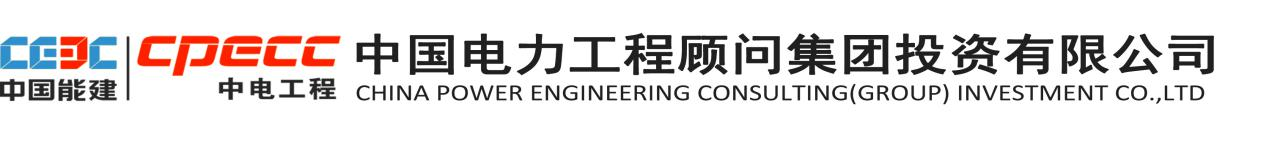 CEEC
中国能建
CPECC
中电工程
中国电力工程顾问集团投资有限公司
CHINA POWER ENGINEERING CONSULTING(GROUP) INVESTMENT CO.,LTD